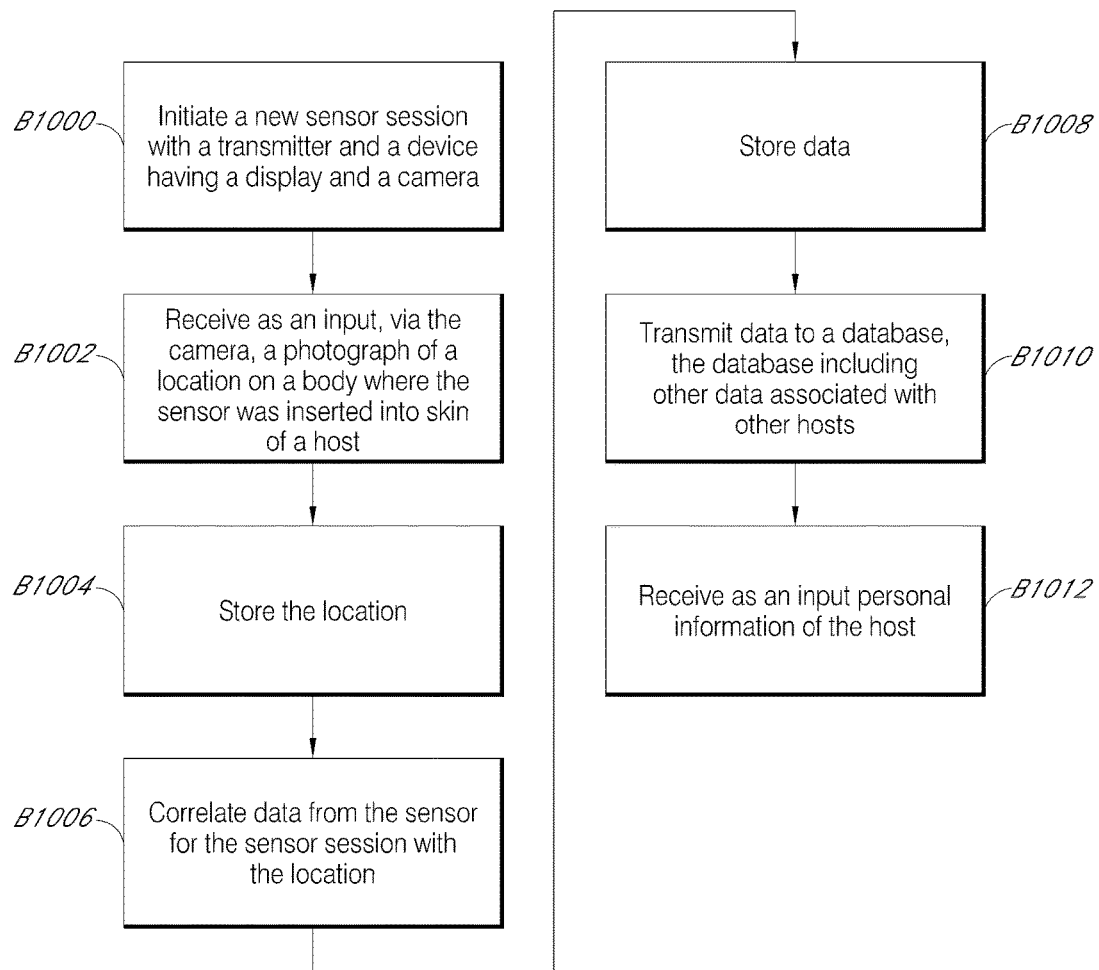 B1000
Initiate a new sensor session
with a transmitter and a device
having a display and a camera
B1002
Receive as an input, via the
camera, a photograph of a
location on a body where the
sensor was inserted into skin
of a host
B1004
Store the location
B1006
Correlate data from the sensor
for the sensor session with
the location
Store data
B1008
Transmit data to a database,
the database including
other data associated with
other hosts
B1010
Receive as an input personal
information of the host
B1012